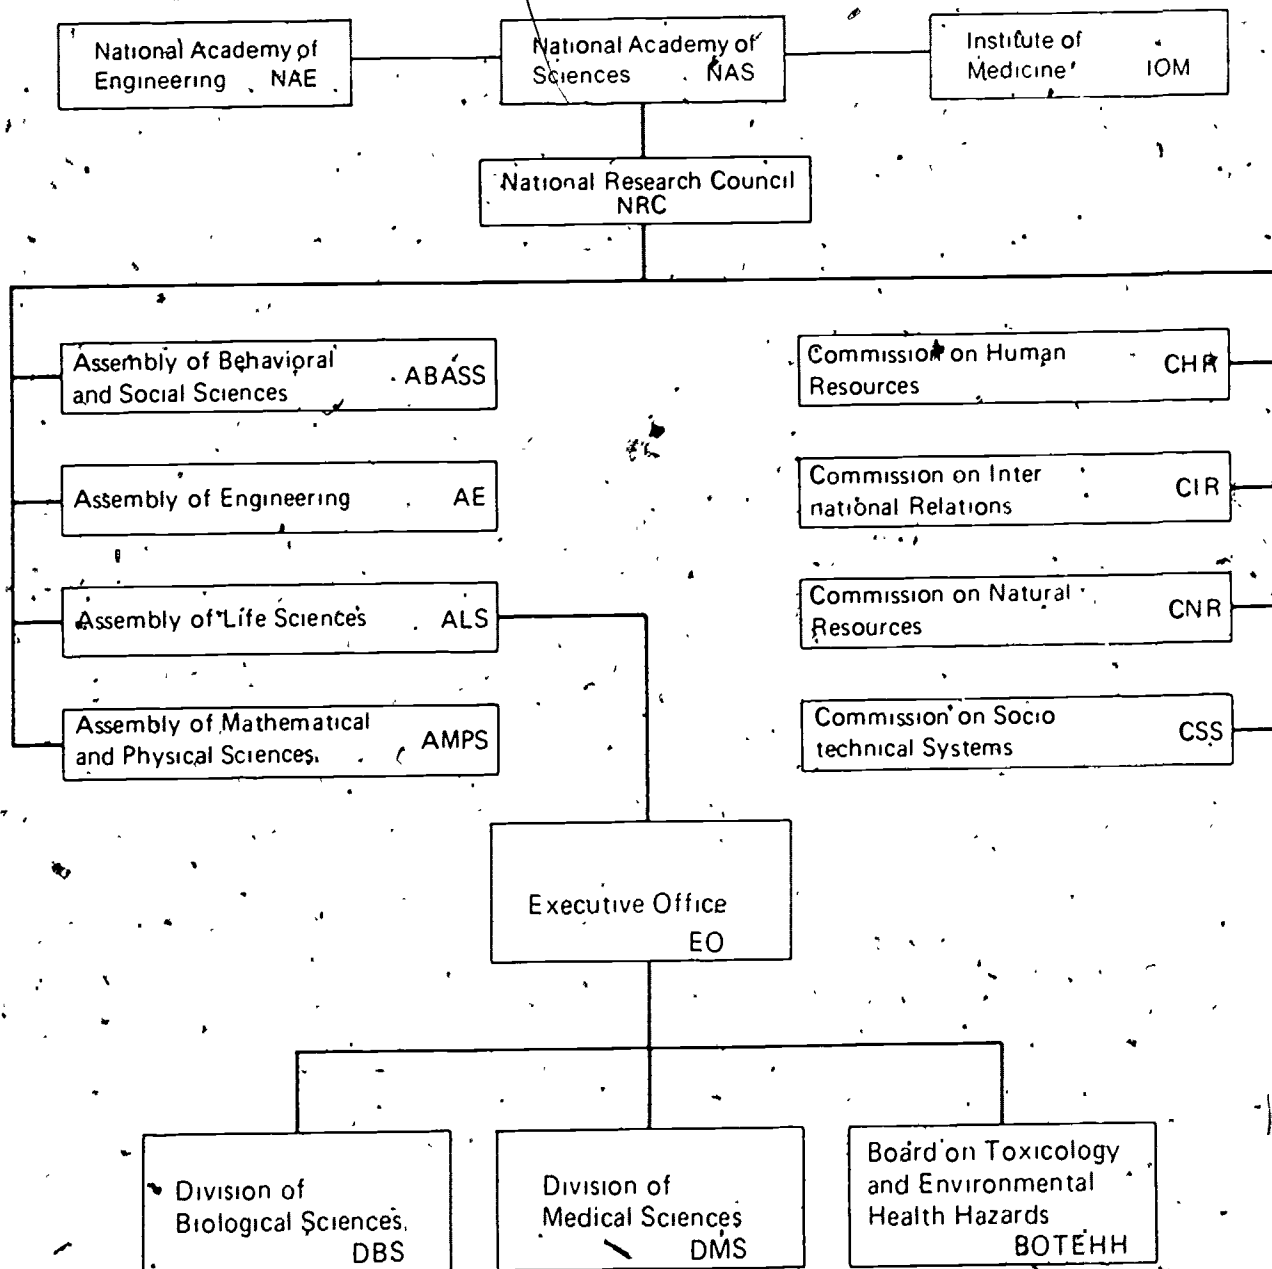 National Academy of
Engineering NAE
National Academy of
Sciences NAS
Institute of
Medicine IOM
National Research Council
NRC
Assembly of Behavioral
and Social Sciences ABASS
Commission on Human
Resources CHR
Assembly of Engineering AE
Commission on Inter
national Relations CIR
Assembly of Life Sciences ALS
Commission on Natural
Resources CNR
Assembly of Mathematical
and Physical Sciences. AMPS
Commission on Socio
technical Systems CSS
Executive Office
EO
Division of
Biological Sciences.
DBS
Division of
Medical Sciences
DMS
Board on Toxicology
and Environmental
Health Hazards
BOTEHH